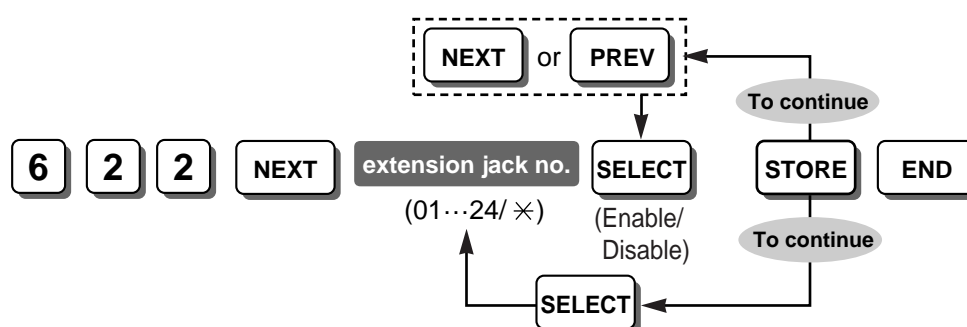 NEXT or PREV
To continue
6 2 2 NEXT extension jack no. SELECT STORE END
(01···24/ ✳)
(Enable/
Disable)
To continue
SELECT